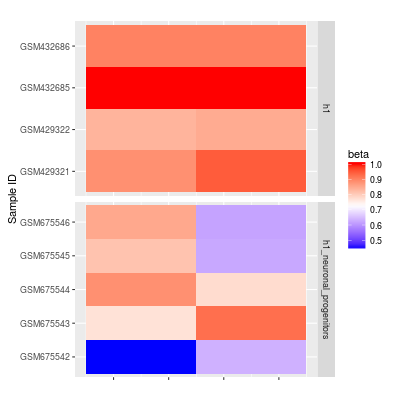 GSM432686
GSM432685
GSM429322
GSM429321
h1
GSM675546
GSM675545
GSM675544
GSM675543
GSM675542
h1_neuronal_progenitors
Sample ID
beta
1.0
0.9
0.8
0.7
0.6
0.5